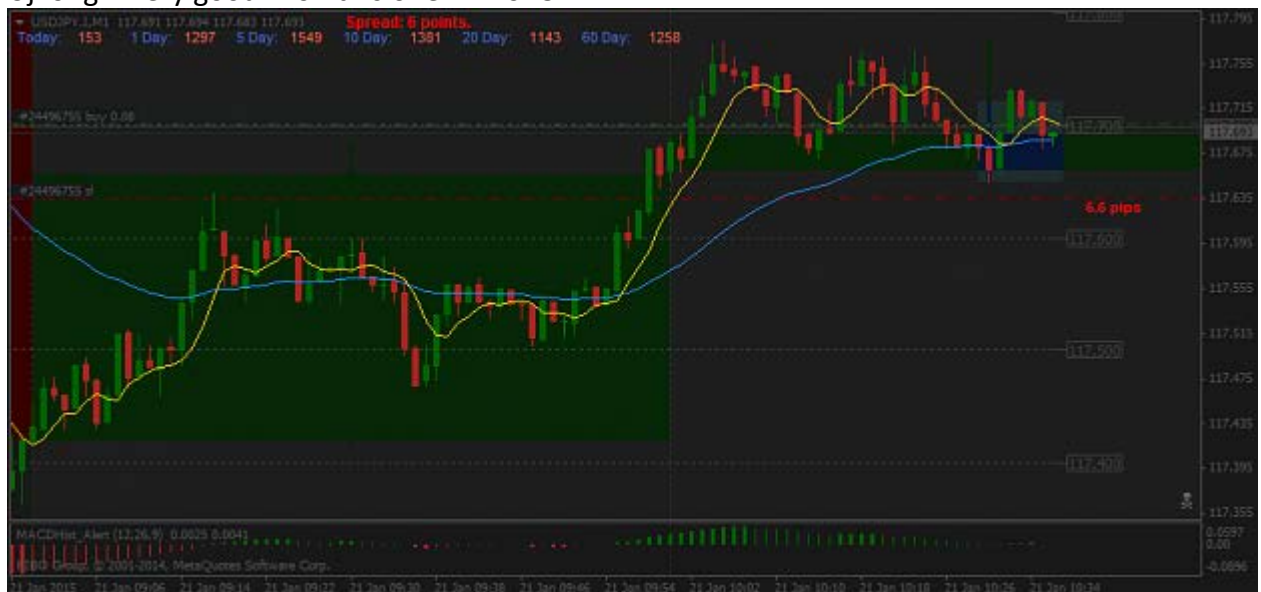 USDJPY.I,M1 117.691 117.694 117.683 117.693
Spread: 6 points.
Today: 153 1 Day: 1297 5 Day: 1549 10 Day: 1381 20 Day: 1143 60 Day: 1258
117.795
117.755
117.715
#24496755 buy 0.08
117.700
117.693
117.675
#24496755 sl
117.635
6.6 pips
117.600
117.595
117.555
117.515
117.500
117.475
117.435
117.400
117.395
117.355
MACDHist_Alert (12,26,9) 0.0025 0.0041
0.0597
0.00
-0.0896
Group, © 2001-2014, MetaQuotes Software Corp.
21 Jan 2015 21 Jan 09:06 21 Jan 09:14 21 Jan 09:22 21 Jan 09:30 21 Jan 09:38 21 Jan 09:46 21 Jan 09:54 21 Jan 10:02 21 Jan 10:10 21 Jan 10:18 21 Jan 10:26 21 Jan 10:34